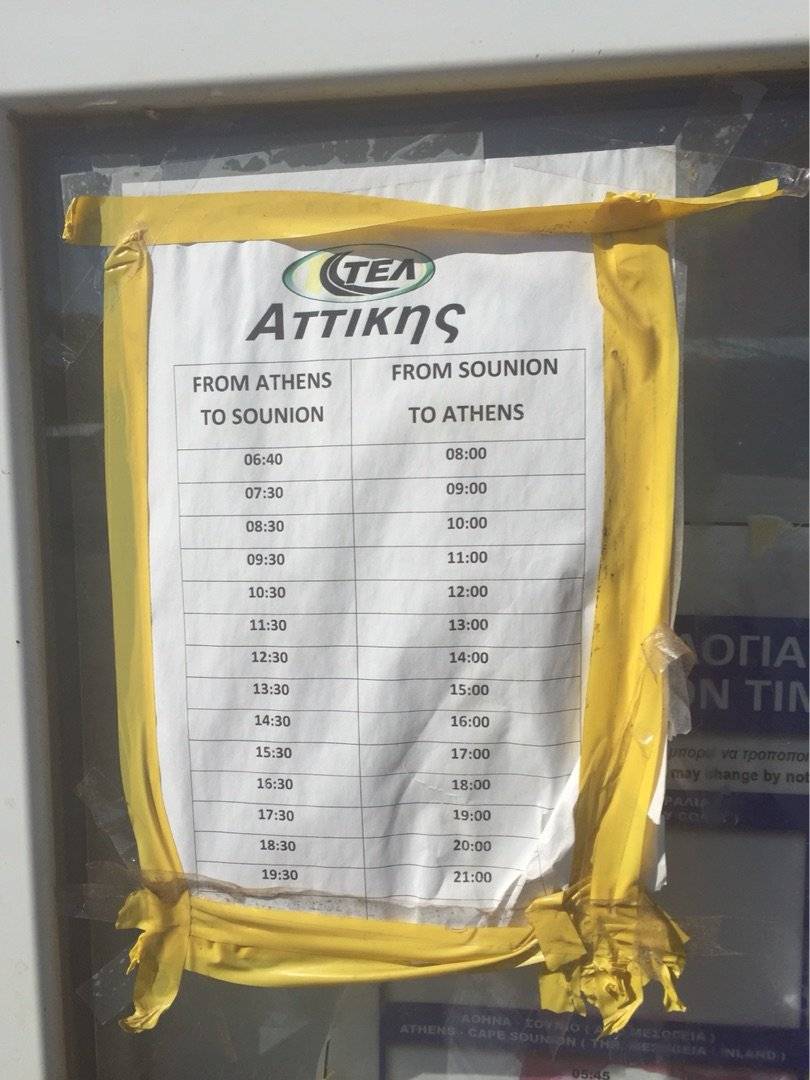 ΚΤΕΛ
Αττικης
FROM ATHENS TO SOUNION FROM SOUNION TO ATHENS
06:40 08:00
07:30 09:00
08:30 10:00
09:30 11:00
10:30 12:00
11:30 13:00
12:30 14:00
13:30 15:00
14:30 16:00
15:30 17:00
16:30 18:00
17:30 19:00
18:30 20:00
19:30 21:00
ΛΟΓΙΑ
ΟΝ ΤΙΜ
να τροποποι
may change by not
ΑΘΗΝΑ - ΣΟΥΝΙΟ ( ΜΕΣΟΓΕΙΑ )
ATHENS - CAPE SOUNION ( INLAND )
05:45